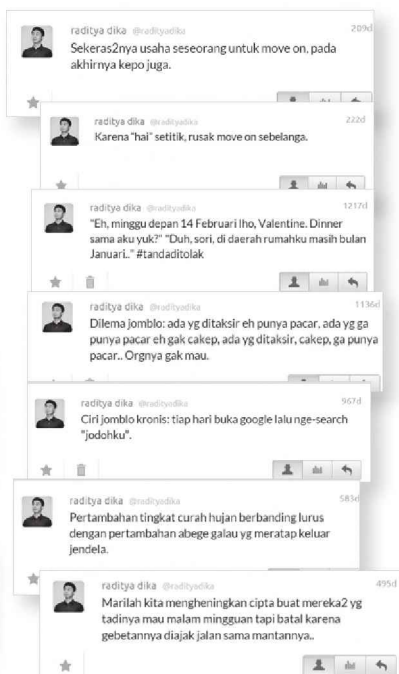 raditya dika @radityadika 209d
Sekeras2nya usaha seseorang untuk move on, pada
akhirnya kepo juga.
raditya dika @radityadika 222d
Karena "hai" setitik, rusak move on sebelanga.
raditya dika @radityadika 1217d
"Eh, minggu depan 14 Februari lho, Valentine. Dinner
sama aku yuk?" "Duh, sori, di daerah rumahku masih bulan
Januari.." #tandaditolak
raditya dika @radityadika 1136d
Dilema jomblo: ada yg ditaksir eh punya pacar, ada yg ga
punya pacar eh gak cakep, ada yg ditaksir, cakep, ga punya
pacar.. Orgnya gak mau.
raditya dika @radityadika 967d
Ciri jomblo kronis: tiap hari buka google lalu nge-search
"jodohku".
raditya dika @radityadika 583d
Pertambahan tingkat curah hujan berbanding lurus
dengan pertambahan abege galau yg meratap keluar
jendela.
raditya dika @radityadika 495d
Marilah kita mengheningkan cipta buat mereka2 yg
tadinya mau malam mingguan tapi batal karena
gebetannya diajak jalan sama mantannya..